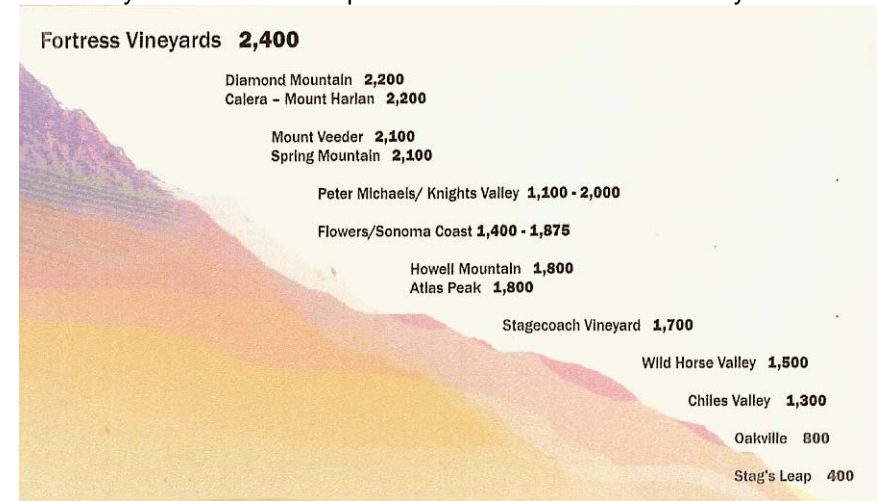 Fortress Vineyards 2,400
Diamond Mountain 2,200
Calera – Mount Harlan 2,200
Mount Veeder 2,100
Spring Mountain 2,100
Peter Michaels/ Knights Valley 1,100 - 2,000
Flowers/Sonoma Coast 1,400 - 1,875
Howell Mountain 1,800
Atlas Peak 1,800
Stagecoach Vineyard 1,700
Wild Horse Valley 1,500
Chiles Valley 1,300
Oakville 800
Stag's Leap 400